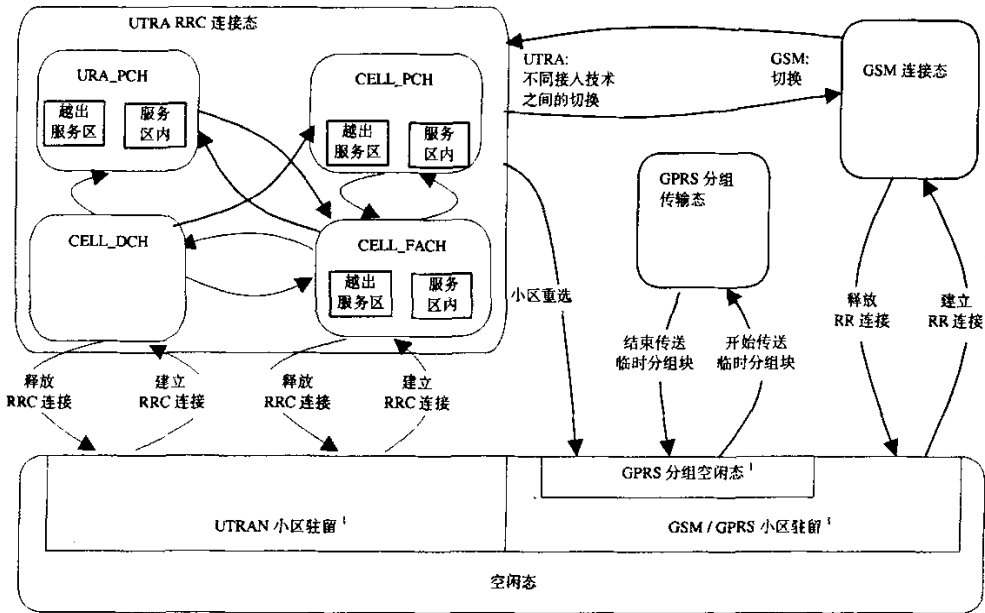 UTRA RRC 连接态
URA_PCH
越出
服务区
服务
区内
CELL_PCH
越出
服务区
服务
区内
CELL_DCH
CELL_FACH
越出
服务区
服务
区内
UTRA:
不同接入技术
之间的切换
GSM:
切换
GSM 连接态
GPRS 分组
传输态
小区重选
释放
RRC 连接
建立
RRC 连接
释放
RRC 连接
建立
RRC 连接
结束传送
临时分组块
开始传送
临时分组块
释放
RR 连接
建立
RR 连接
GPRS 分组空闲态 1
UTRAN 小区驻留 1
GSM / GPRS 小区驻留 1
空闲态